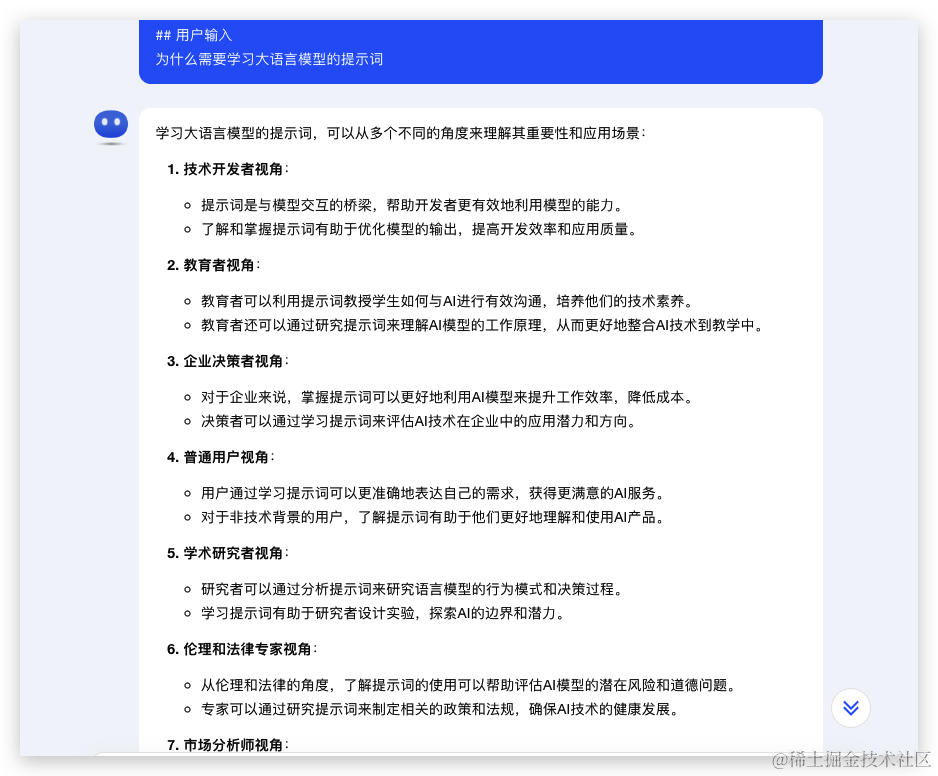 ## 用户输入
为什么需要学习大语言模型的提示词
学习大语言模型的提示词，可以从多个不同的角度来理解其重要性和应用场景：
1. 技术开发者视角：
提示词是与模型交互的桥梁，帮助开发者更有效地利用模型的能力。
了解和掌握提示词有助于优化模型的输出，提高开发效率和应用质量。
2. 教育者视角：
教育者可以利用提示词教授学生如何与AI进行有效沟通，培养他们的技术素养。
教育者还可以通过研究提示词来理解AI模型的工作原理，从而更好地整合AI技术到教学中。
3. 企业决策者视角：
对于企业来说，掌握提示词可以更好地利用AI模型来提升工作效率，降低成本。
决策者可以通过学习提示词来评估AI技术在企业中的应用潜力和方向。
4. 普通用户视角：
用户通过学习提示词可以更准确地表达自己的需求，获得更满意的AI服务。
对于非技术背景的用户，了解提示词有助于他们更好地理解和使用AI产品。
5. 学术研究者视角：
研究者可以通过分析提示词来研究语言模型的行为模式和决策过程。
学习提示词有助于研究者设计实验，探索AI的边界和潜力。
6. 伦理和法律专家视角：
从伦理和法律的角度，了解提示词的使用可以帮助评估AI模型的潜在风险和道德问题。
专家可以通过研究提示词来制定相关的政策和法规，确保AI技术的健康发展。
7. 市场分析师视角：
@稀土掘金技术社区